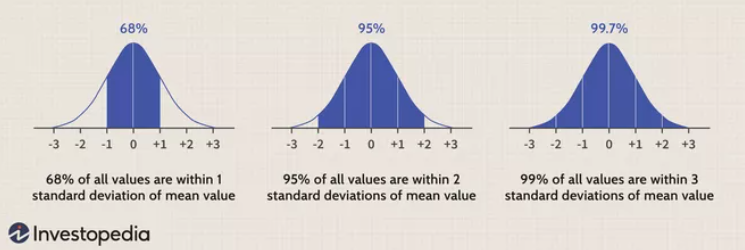 68%
95%
99.7%
-3 -2 -1 0 +1 +2 +3
-3 -2 -1 0 +1 +2 +3
-3 -2 -1 0 +1 +2 +3
68% of all values are within 1
standard deviation of mean value
95% of all values are within 2
standard deviations of mean value
99% of all values are within 3
standard deviations of mean value
Investopedia